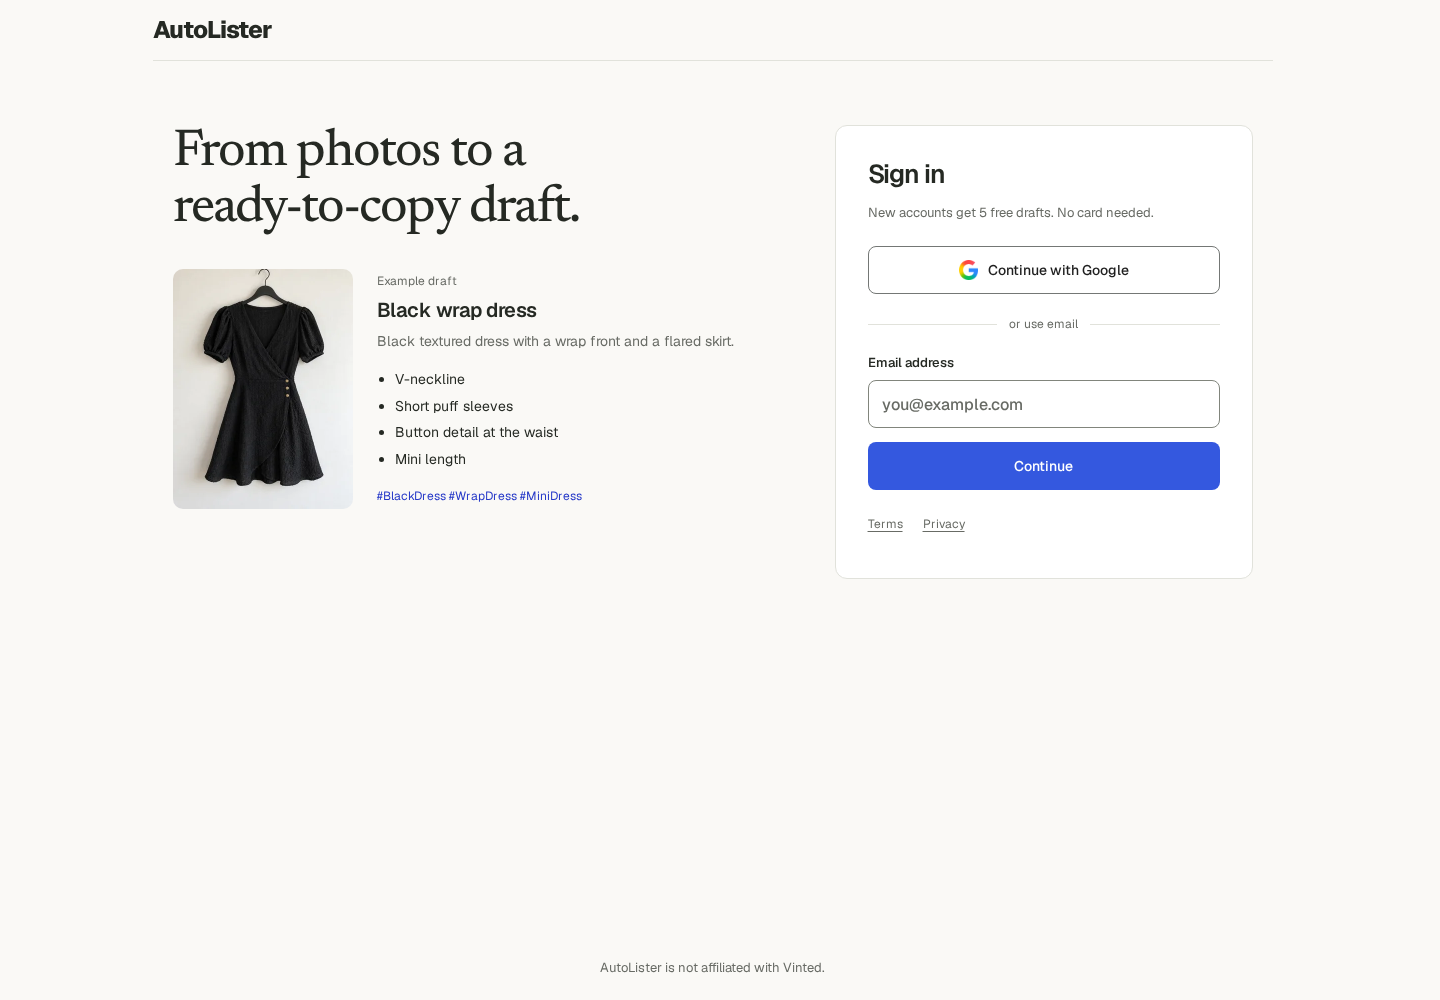 AutoLister
From photos to a
ready-to-copy draft.
Example draft
Black wrap dress
Black textured dress with a wrap front and a flared skirt.
V-neckline
Short puff sleeves
Button detail at the waist
Mini length
#BlackDress #WrapDress #MiniDress
Sign in
New accounts get 5 free drafts. No card needed.
Continue with Google
or use email
Email address
you@example.com
Continue
Terms Privacy
AutoLister is not affiliated with Vinted.